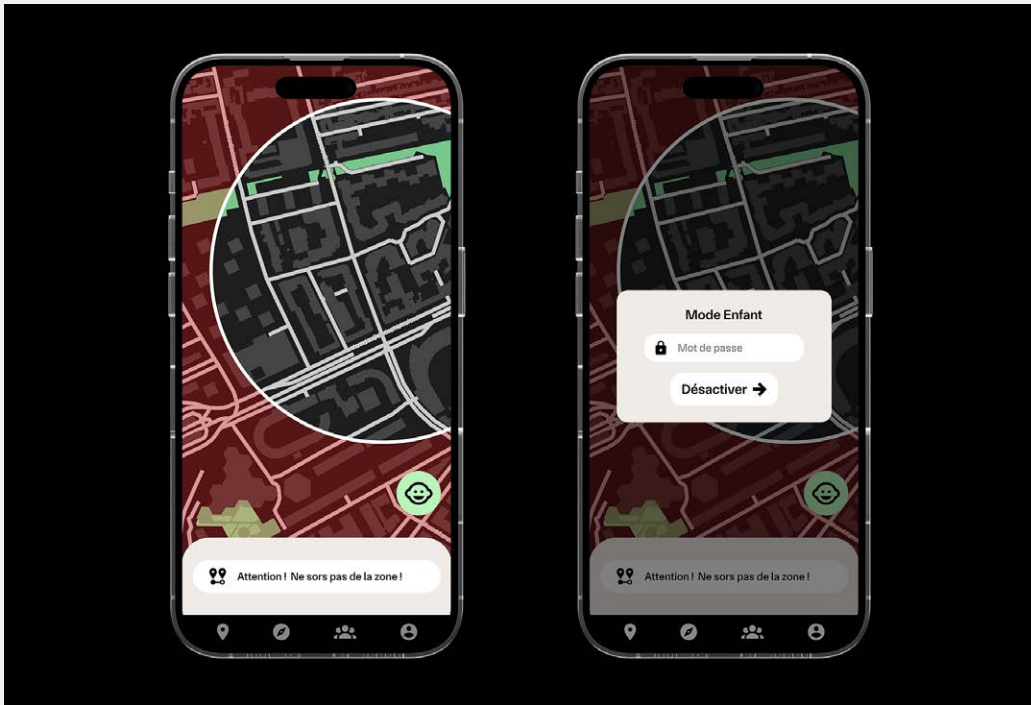 Attention ! Ne sors pas de la zone !
Mode Enfant
Mot de passe
Désactiver
Attention ! Ne sors pas de la zone !